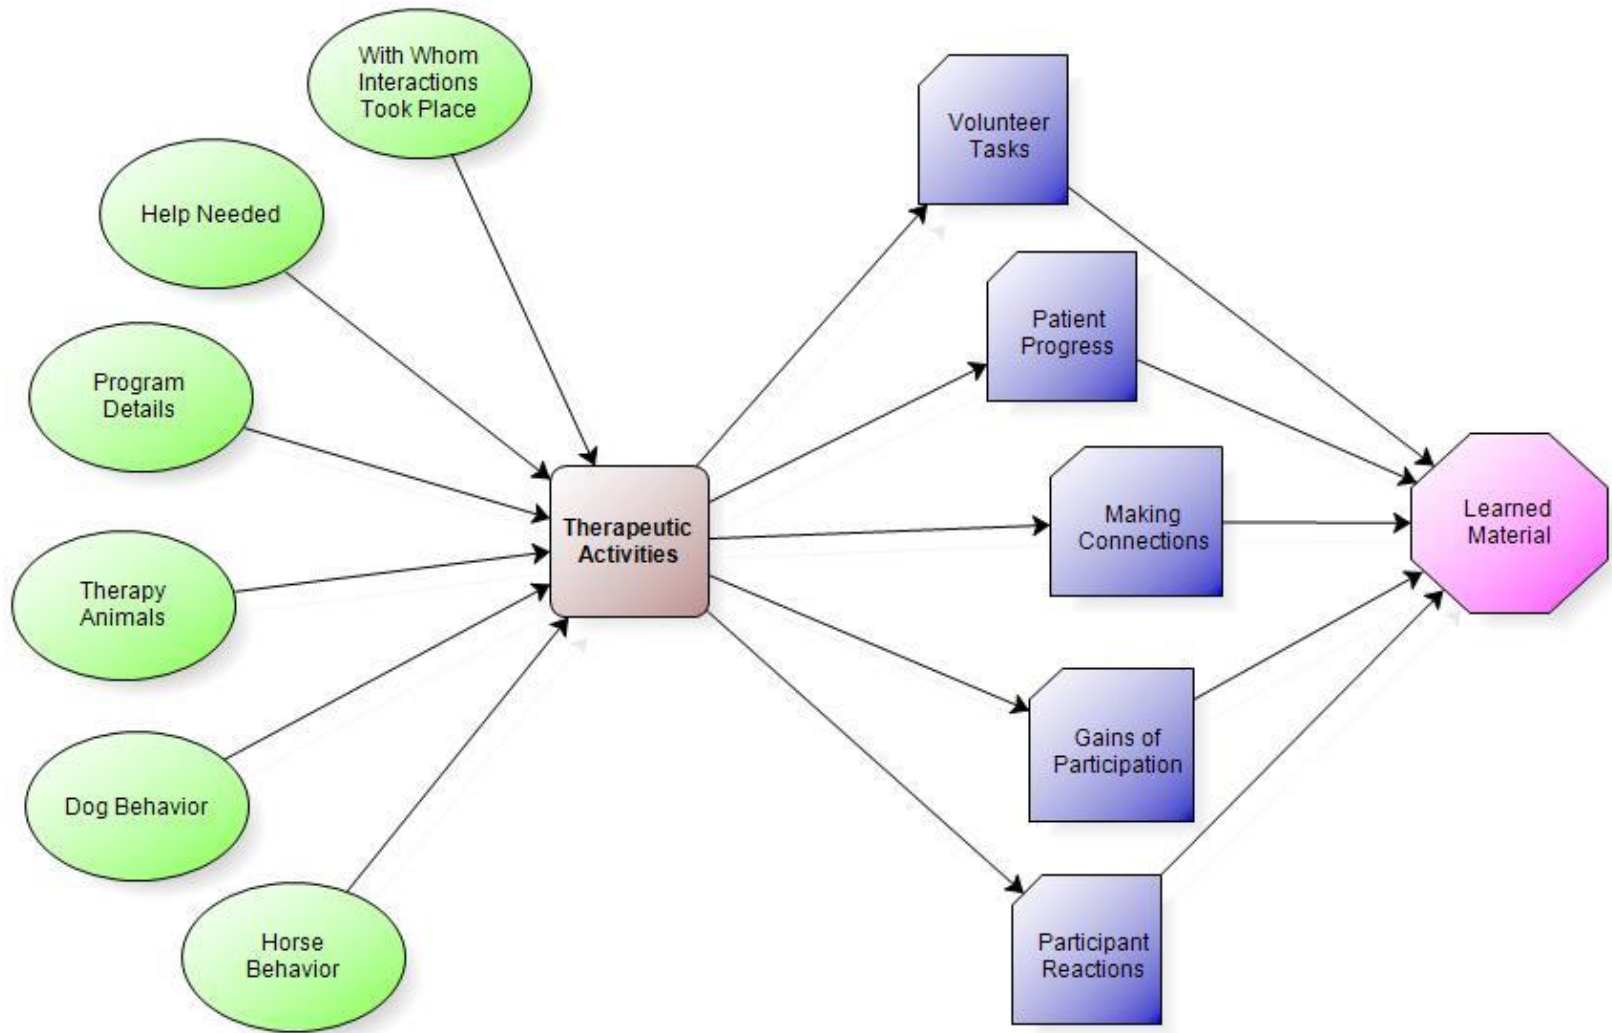 With Whom
Interactions
Took Place
Help Needed
Program
Details
Therapy
Animals
Dog Behavior
Horse
Behavior
Therapeutic
Activities
Volunteer
Tasks
Patient
Progress
Making
Connections
Gains of
Participation
Participant
Reactions
Learned
Material